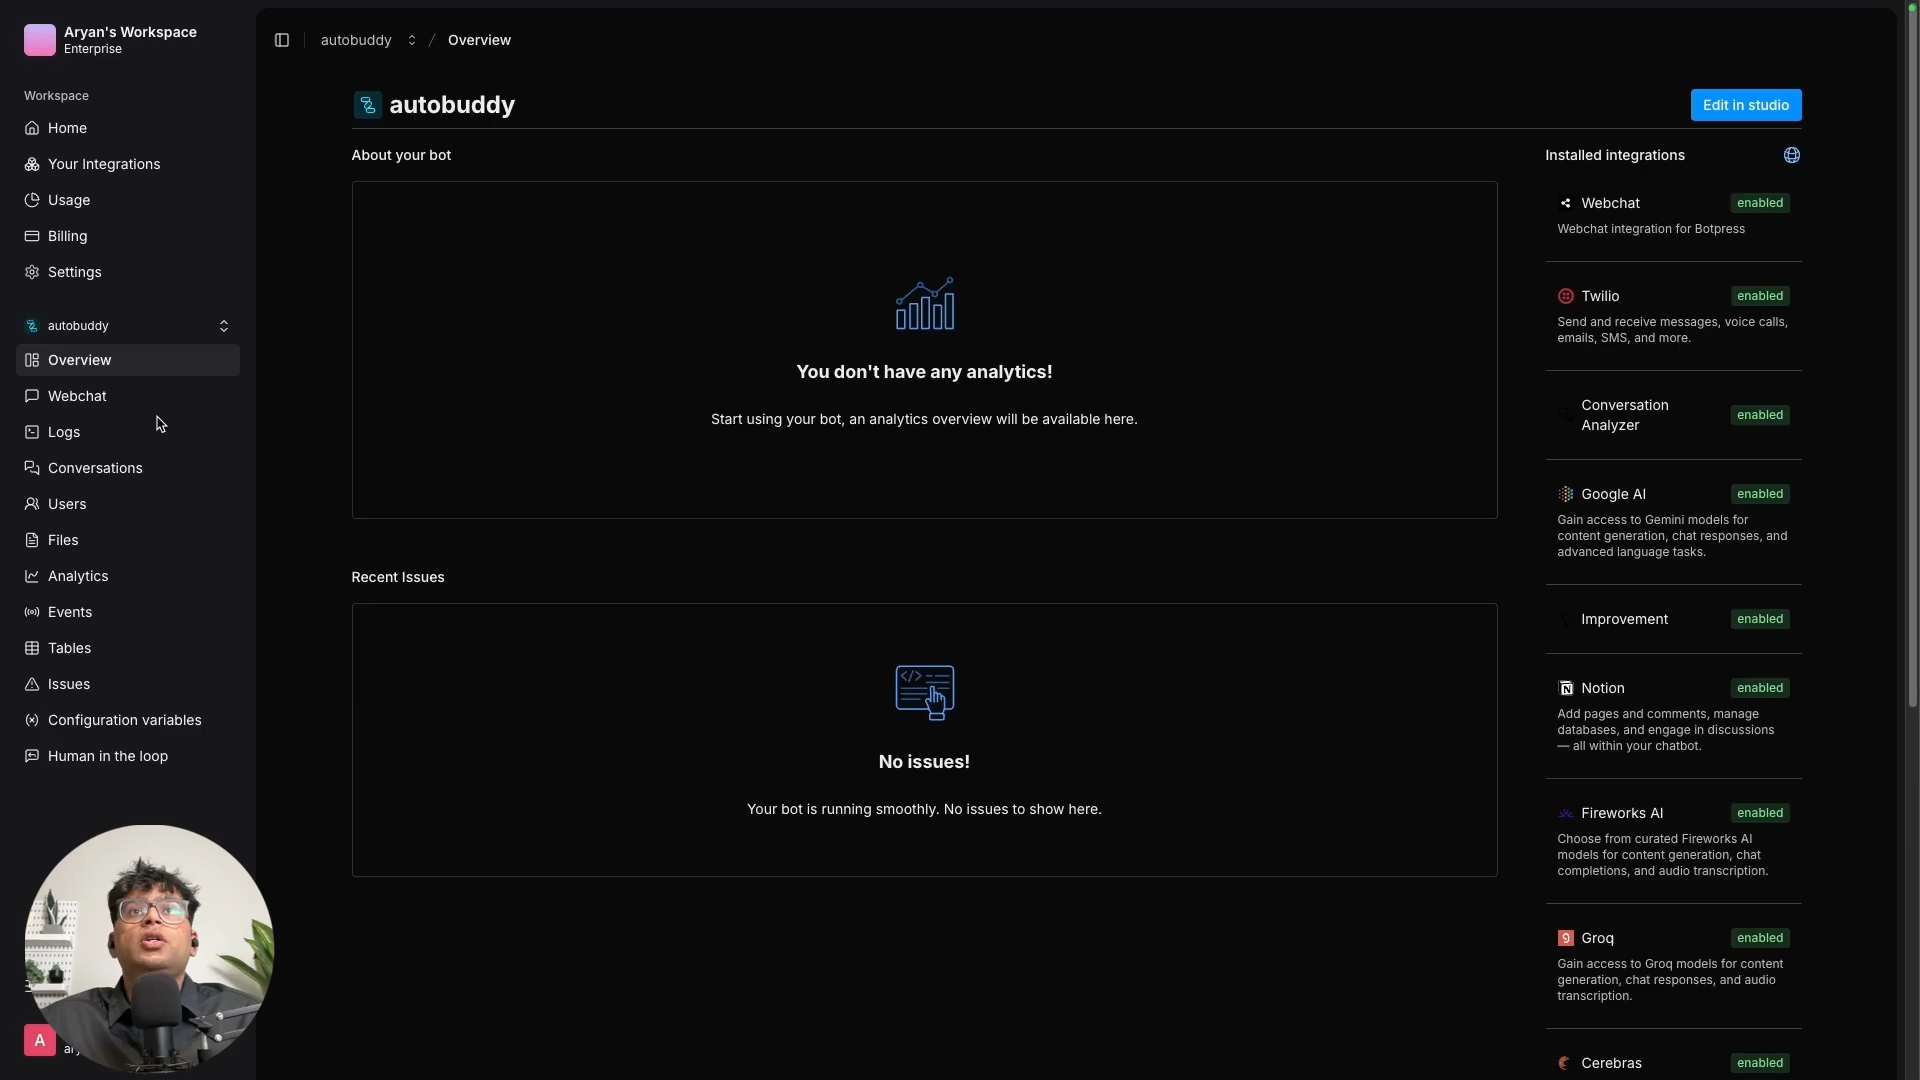 Aryan's Workspace
Enterprise
autobuddy / Overview
Workspace
Home
Your Integrations
Usage
Billing
Settings
autobuddy
Overview
Webchat
Logs
Conversations
Users
Files
Analytics
Events
Tables
Issues
Configuration variables
Human in the loop
A
autobuddy
Edit in studio
About your bot
You don't have any analytics!
Start using your bot, an analytics overview will be available here.
Recent Issues
No issues!
Your bot is running smoothly. No issues to show here.
Installed integrations
Webchat enabled
Webchat integration for Botpress
Twilio enabled
Send and receive messages, voice calls,
emails, SMS, and more.
Conversation
Analyzer enabled
Google AI enabled
Gain access to Gemini models for
content generation, chat responses, and
advanced language tasks.
Improvement enabled
Notion enabled
Add pages and comments, manage
databases, and engage in discussions
— all within your chatbot.
Fireworks AI enabled
Choose from curated Fireworks AI
models for content generation, chat
completions, and audio transcription.
Groq enabled
Gain access to Groq models for content
generation, chat responses, and audio
transcription.
Cerebras enabled